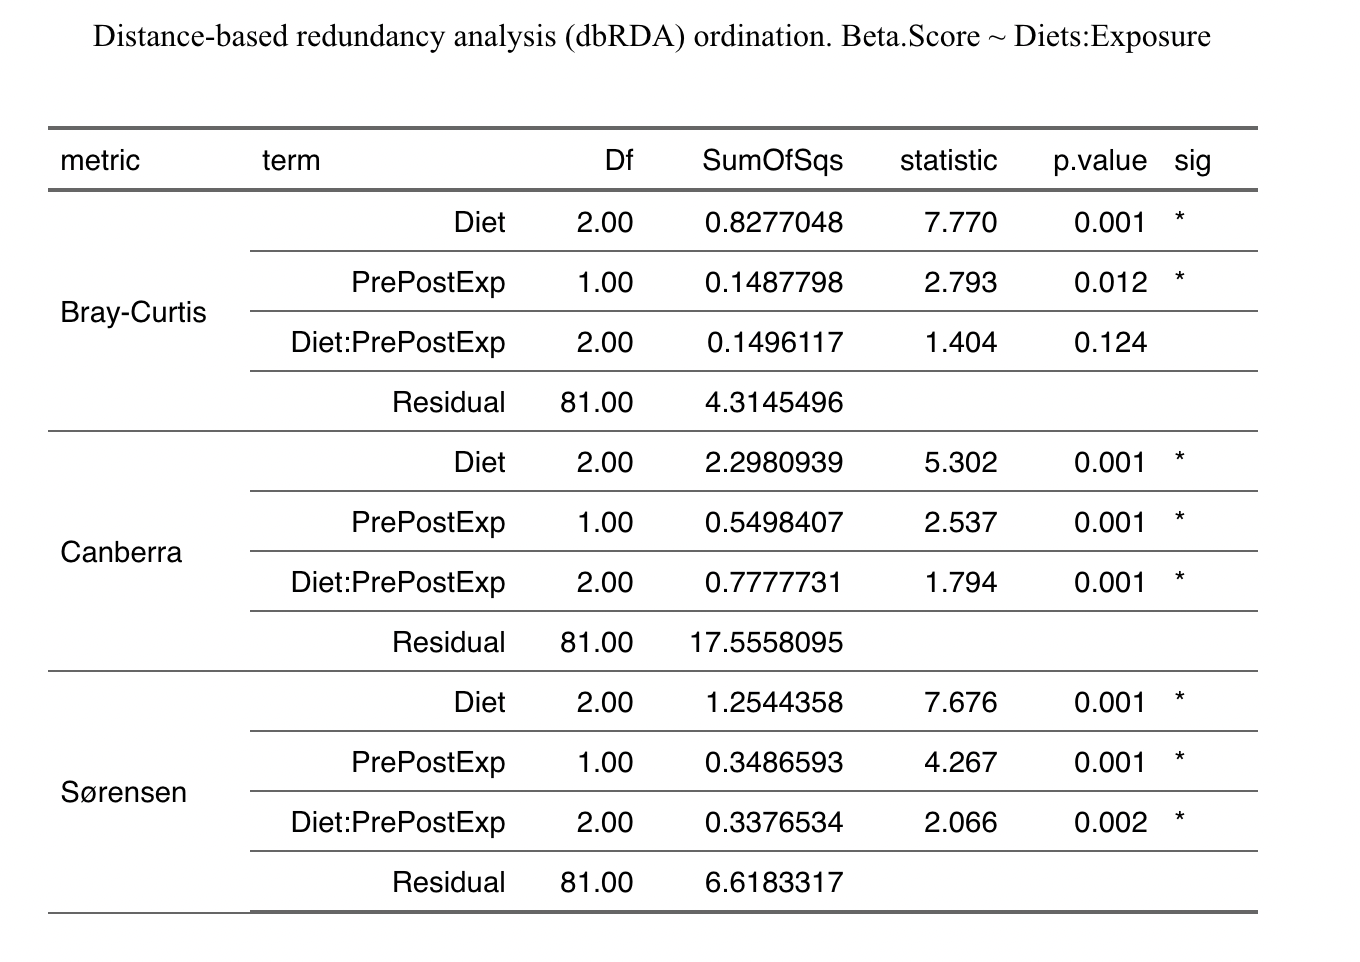 Distance-based redundancy analysis (dbRDA) ordination. Beta.Score ~ Diets:Exposure
metric term Df SumOfSqs statistic p.value sig
Bray-Curtis
Diet 2.00 0.8277048 7.770 0.001 *
PrePostExp 1.00 0.1487798 2.793 0.012 *
Diet:PrePostExp 2.00 0.1496117 1.404 0.124
Residual 81.00 4.3145496
Canberra
Diet 2.00 2.2980939 5.302 0.001 *
PrePostExp 1.00 0.5498407 2.537 0.001 *
Diet:PrePostExp 2.00 0.7777731 1.794 0.001 *
Residual 81.00 17.5558095
Sørensen
Diet 2.00 1.2544358 7.676 0.001 *
PrePostExp 1.00 0.3486593 4.267 0.001 *
Diet:PrePostExp 2.00 0.3376534 2.066 0.002 *
Residual 81.00 6.6183317